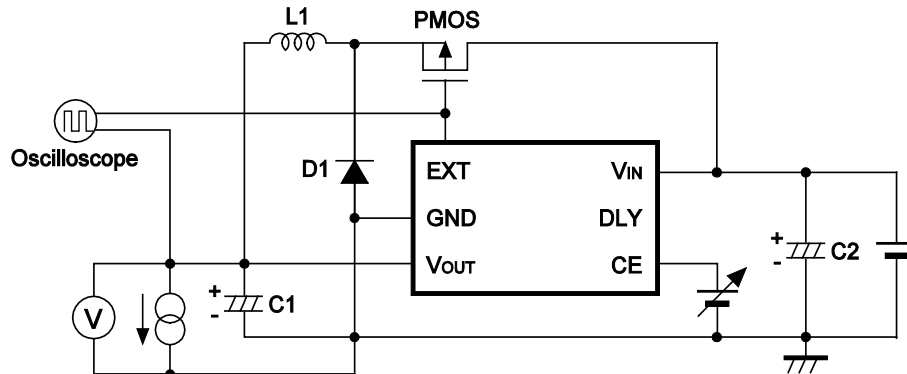 L1
PMOS
Oscilloscope
D1
EXT
VIN
GND
DLY
VOUT
CE
+
-
C1
+
-
C2
V